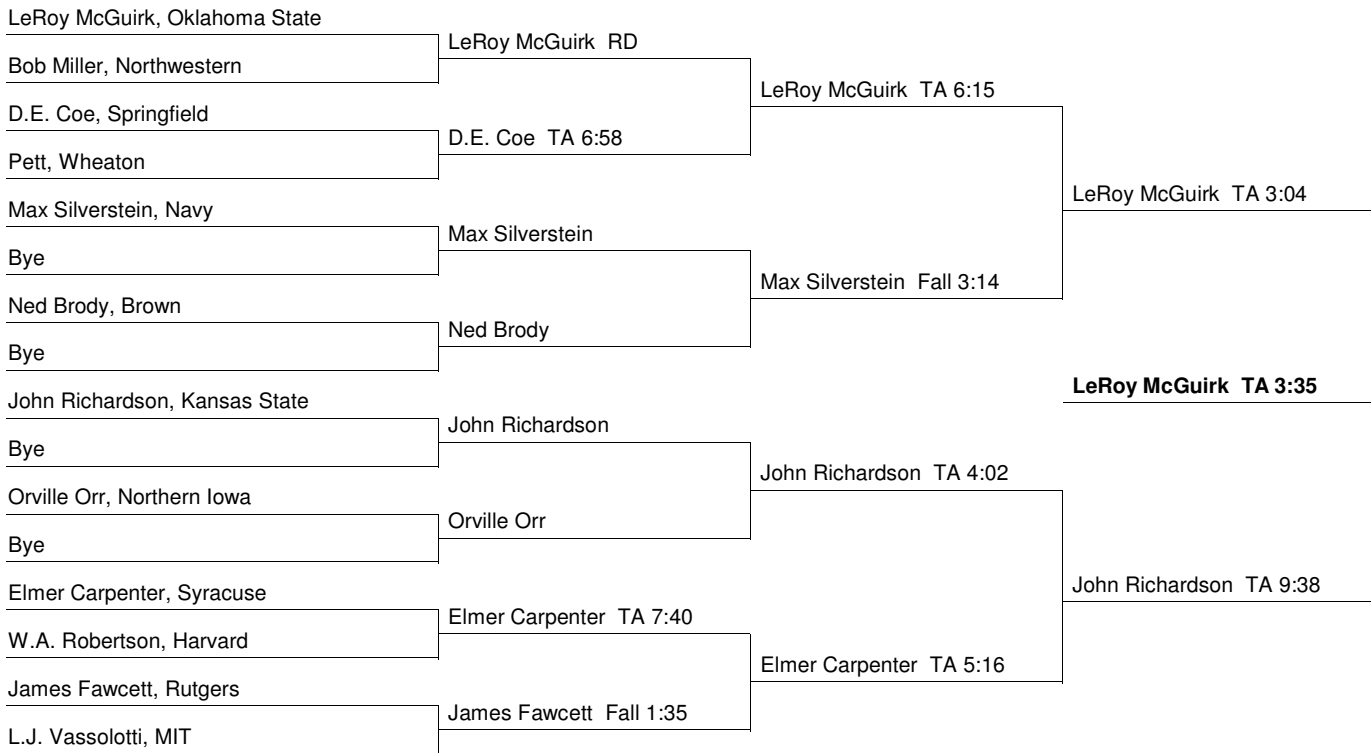 LeRoy McGuirk, Oklahoma State
Bob Miller, Northwestern
D.E. Coe, Springfield
Pett, Wheaton
Max Silverstein, Navy
Bye
Ned Brody, Brown
Bye
John Richardson, Kansas State
Bye
Orville Orr, Northern Iowa
Bye
Elmer Carpenter, Syracuse
W.A. Robertson, Harvard
James Fawcett, Rutgers
L.J. Vassolotti, MIT
LeRoy McGuirk RD
D.E. Coe TA 6:58
Max Silverstein
Ned Brody
John Richardson
Orville Orr
Elmer Carpenter TA 7:40
James Fawcett Fall 1:35
LeRoy McGuirk TA 6:15
Max Silverstein Fall 3:14
John Richardson TA 4:02
Elmer Carpenter TA 5:16
LeRoy McGuirk TA 3:04
LeRoy McGuirk TA 3:35
John Richardson TA 9:38